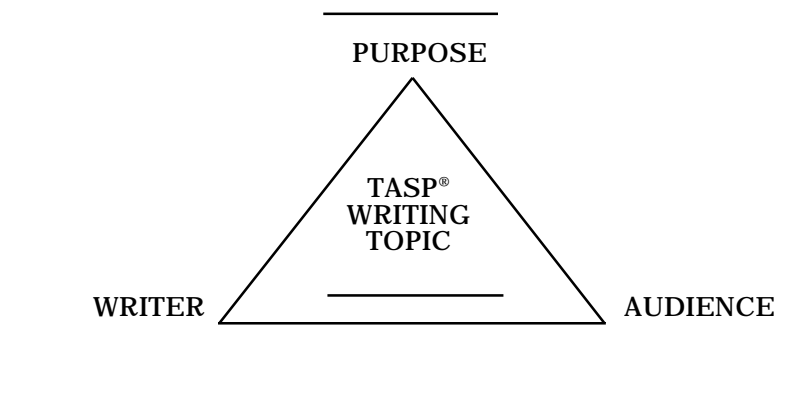 PURPOSE
TASP®
WRITING
TOPIC
WRITER
AUDIENCE